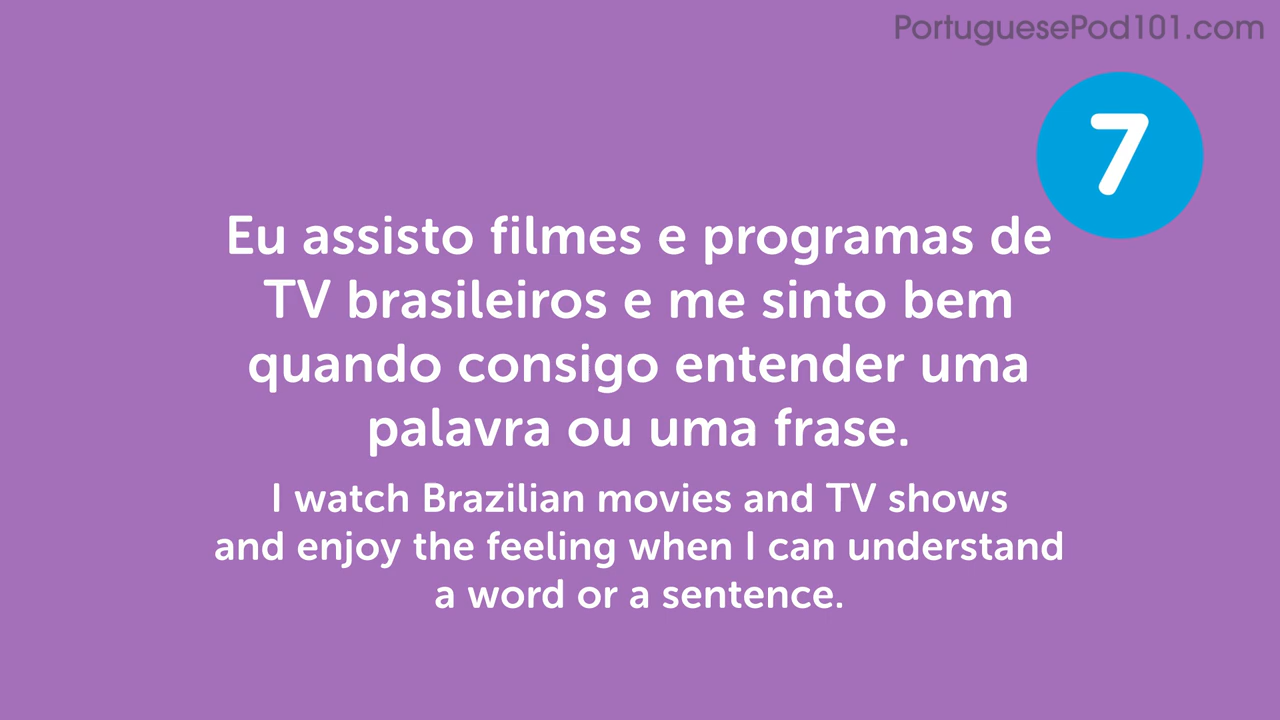 PortuguesePod101.com
7
Eu assisto filmes e programas de
TV brasileiros e me sinto bem
quando consigo entender uma
palavra ou uma frase.
I watch Brazilian movies and TV shows
and enjoy the feeling when I can understand
a word or a sentence.